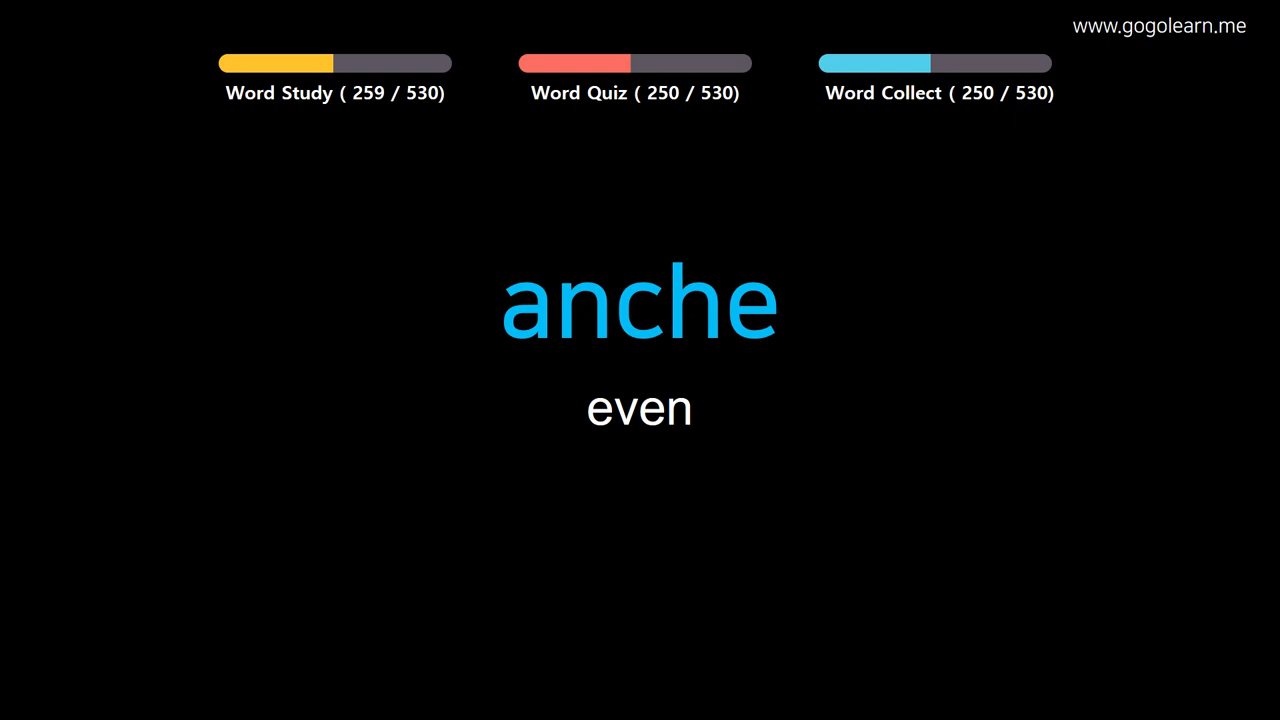 www.gogolearn.me
Word Study ( 259 / 530)
Word Quiz ( 250 / 530)
Word Collect ( 250 / 530)
anche
even